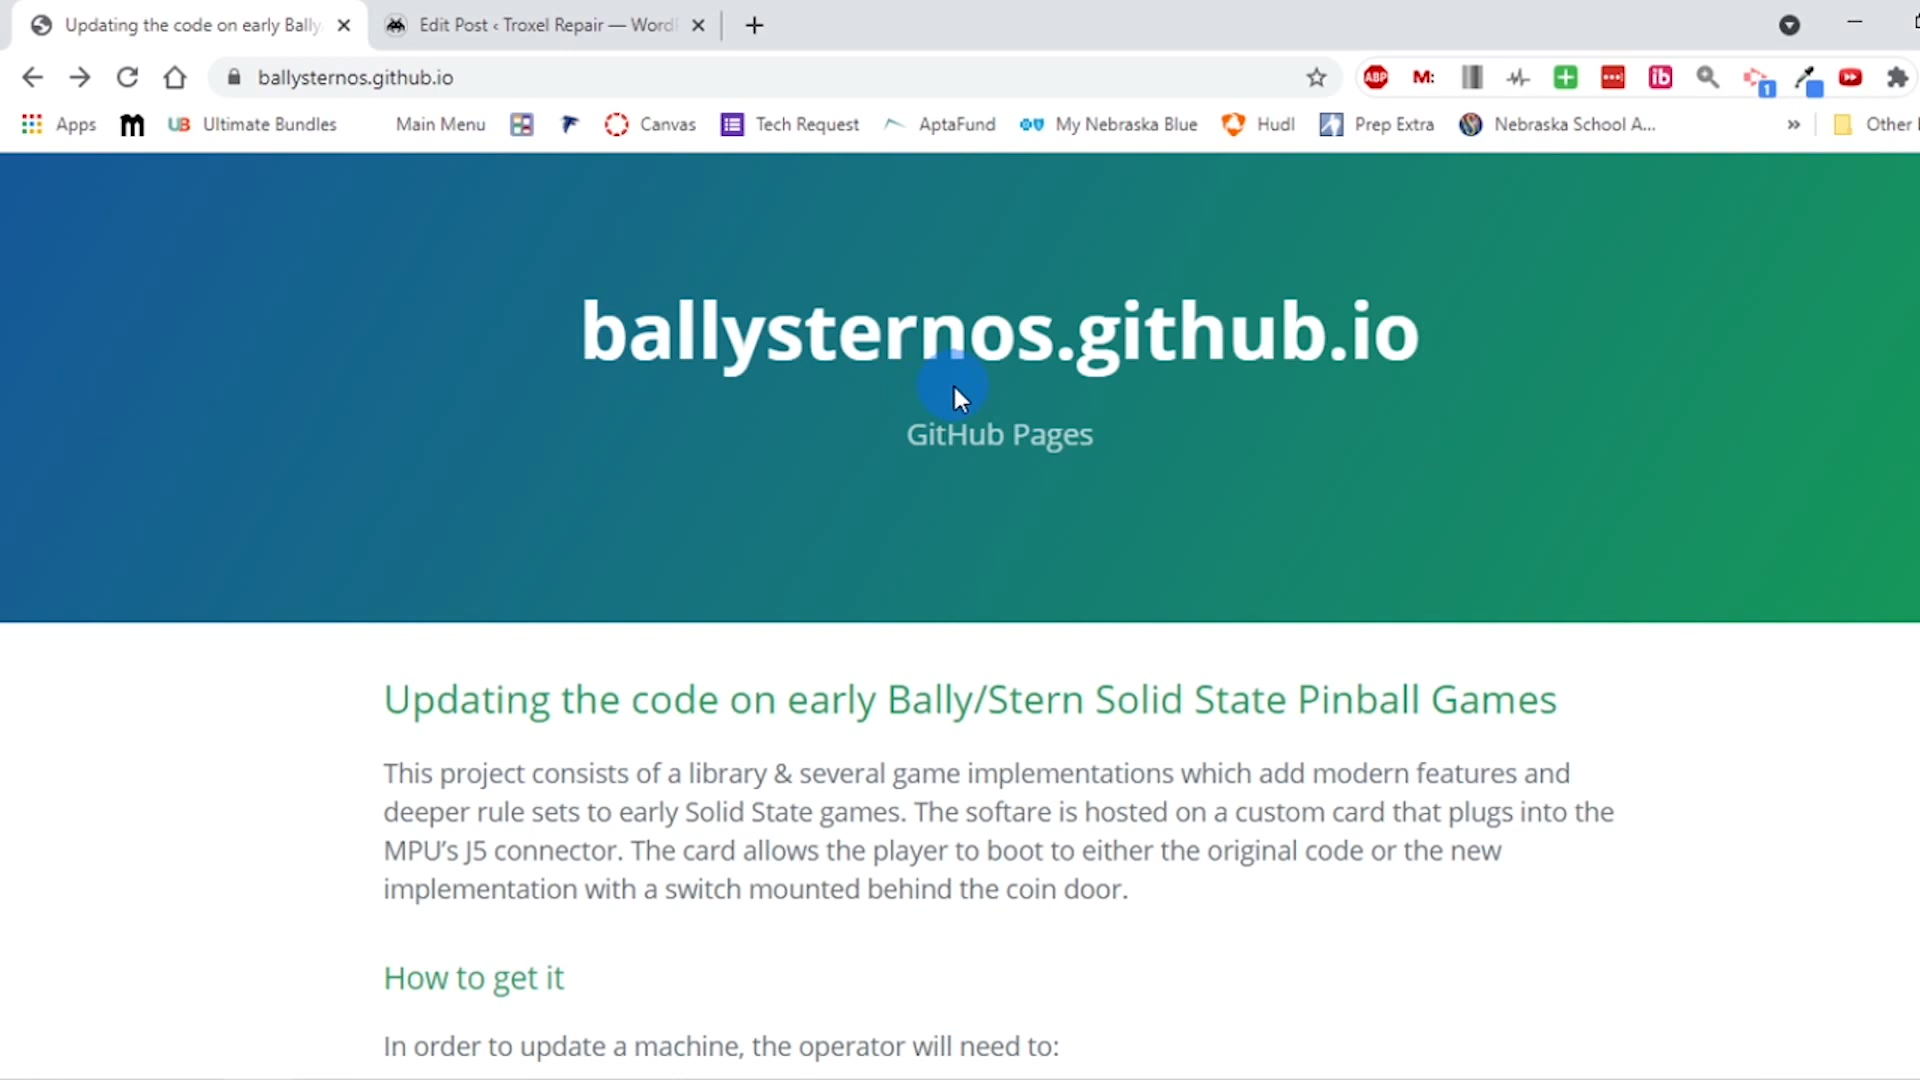 Updating the code on early Bally
Edit Post ‹ Troxel Repair — Word
ballysternos.github.io
ABP
M:
ib
1
Apps
m
UB Ultimate Bundles
Main Menu
Canvas
Tech Request
AptaFund
My Nebraska Blue
Hudl
Prep Extra
Nebraska School A...
»
Other
ballysternos.github.io
GitHub Pages
Updating the code on early Bally/Stern Solid State Pinball Games
This project consists of a library & several game implementations which add modern features and
deeper rule sets to early Solid State games. The softare is hosted on a custom card that plugs into the
MPU’s J5 connector. The card allows the player to boot to either the original code or the new
implementation with a switch mounted behind the coin door.
How to get it
In order to update a machine, the operator will need to: